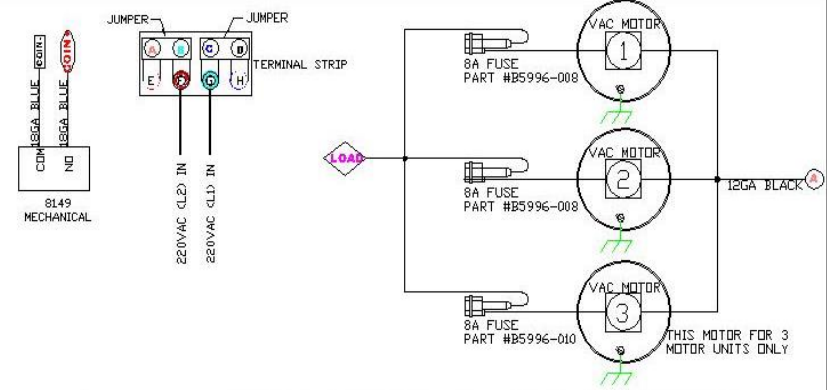 JUMPER
JUMPER
COIN-
COIN-
18GA BLUE
18GA BLUE
COM
NO
8149
MECHANICAL
A
B
C
D
E
F
G
H
TERMINAL STRIP
220VAC (L2) IN
220VAC (L1) IN
LOAD
8A FUSE
PART #B5996-008
VAC MOTOR
1
8A FUSE
PART #B5996-008
VAC MOTOR
2
12GA BLACK
A
8A FUSE
PART #B5996-010
VAC MOTOR
3
THIS MOTOR FOR 3
MOTOR UNITS ONLY